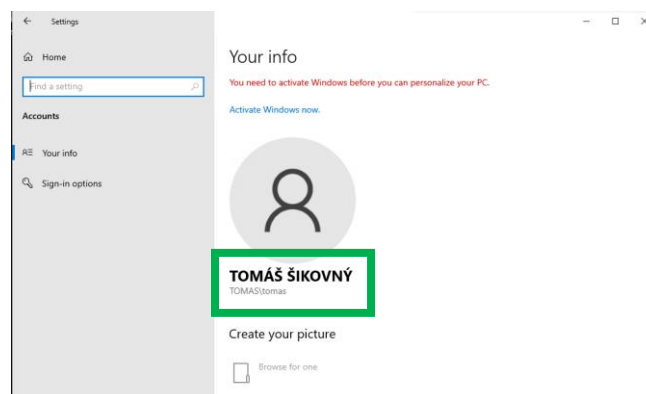 Settings
Home
Find a setting
Accounts
Your info
Sign-in options
Your info
You need to activate Windows before you can personalize your PC.
Activate Windows now.
TOMÁŠ ŠIKOVNÝ
TOMAS\tomas
Create your picture
Browse for one